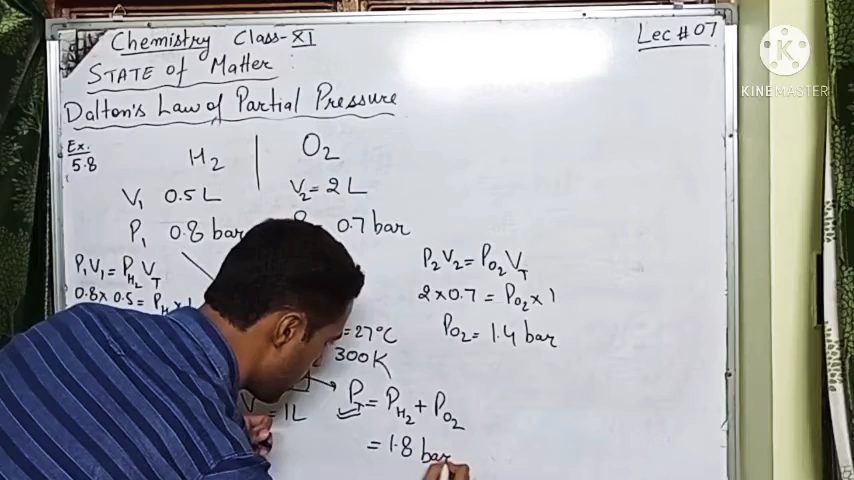 Chemistry Class-XI
Lec # 07
STATE of Matter
Dalton's Law of Partial Pressure
Ex. 5.8
H2 | O2
V1 0.5 L
V2 = 2 L
P1 0.8 bar
0.7 bar
P1V1 = PH2 VT
0.8 x 0.5 =
P2V2 = PO2 VT
2 x 0.7 = PO2 x 1
PO2 = 1.4 bar
= 27°C
300K
V = 1L
PT = PH2 + PO2
= 1.8 bar
K
KINEMASTER